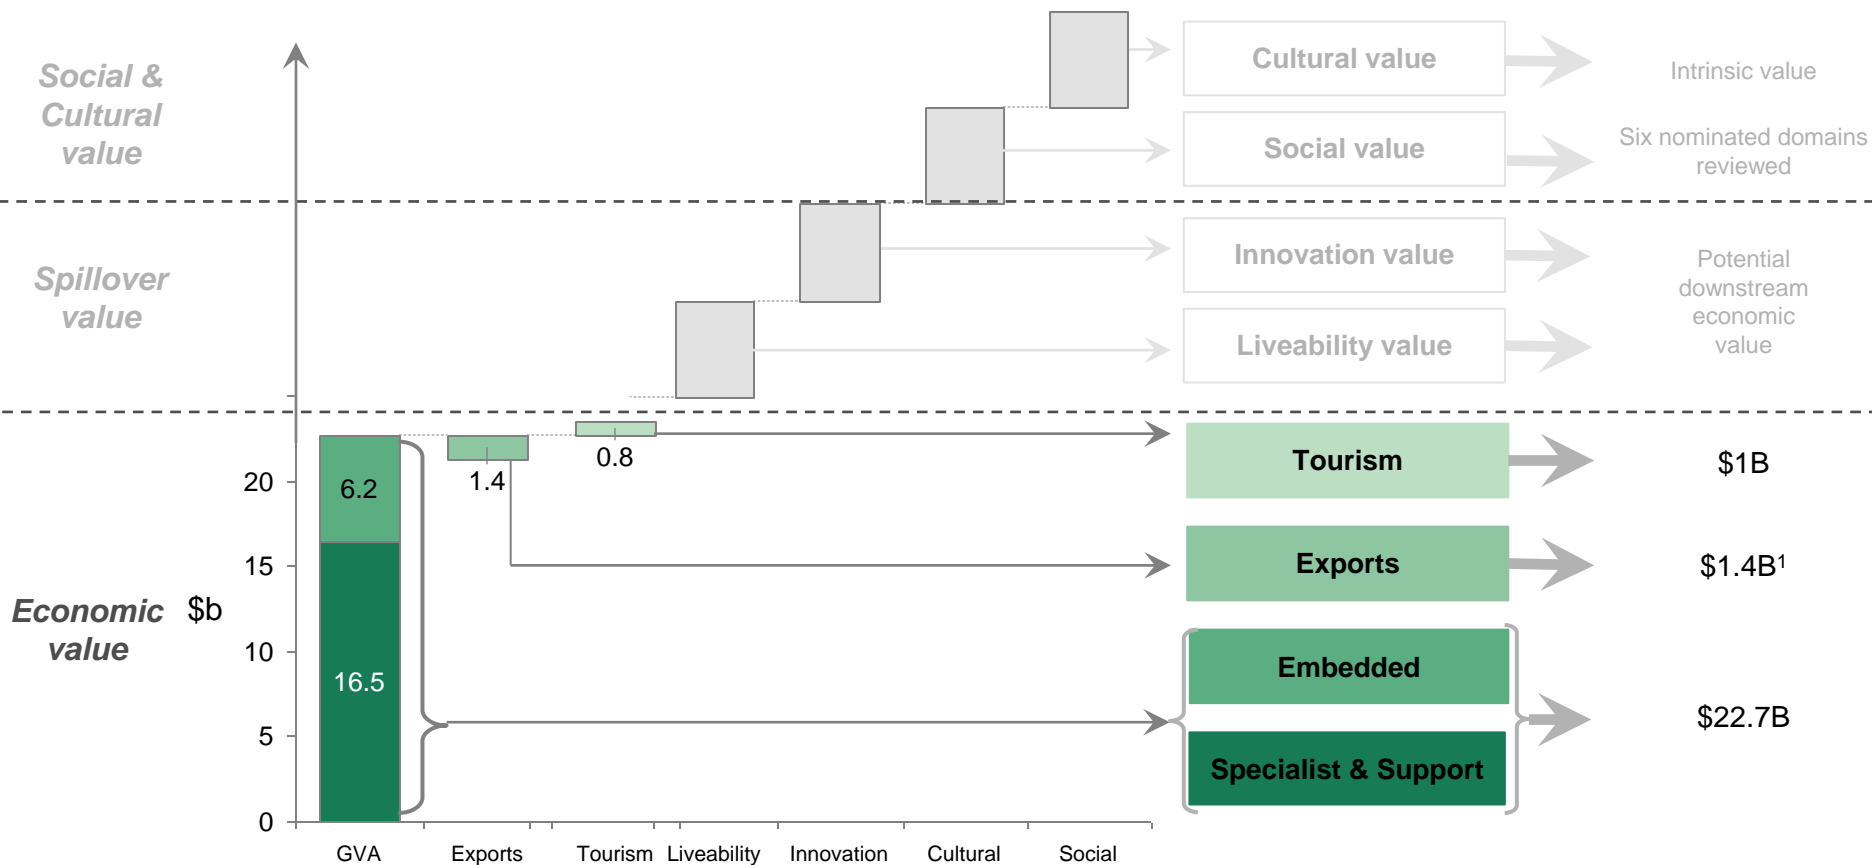 Social &
Cultural
value
Cultural value
Intrinsic value
Social value
Six nominated domains
reviewed
Spillover
value
Innovation value
Liveability value
Potential
downstream
economic
value
Economic
value
$b
20
15
10
5
0
6.2
16.5
1.4
0.8
Tourism
$1B
Exports
$1.4B¹
Embedded
Specialist & Support
$22.7B
GVA
Exports
Tourism
Liveability
Innovation
Cultural
Social